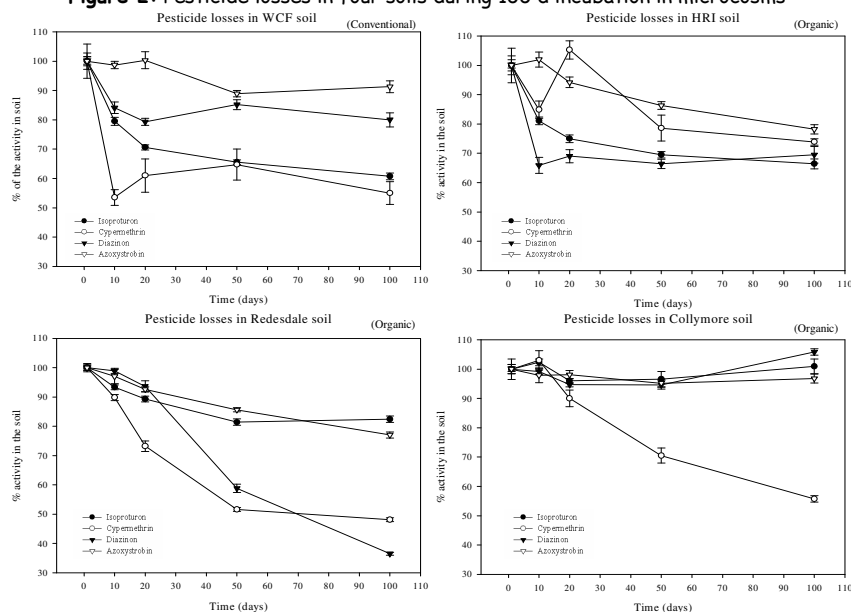 Figure 2. Pesticide losses in four soils during 100 d incubation in microcosms
Pesticide losses in WCF soil
(Conventional)
% of the activity in soil
110
100
90
80
70
60
50
40
30
Isoproturon
Cypermethrin
Diazinon
Azoxystrobin
0 10 20 30 40 50 60 70 80 90 100 110
Time (days)
Pesticide losses in HRI soil
(Organic)
% activity in the soil
110
100
90
80
70
60
50
40
30
Isoproturon
Cypermethrin
Diazinon
Azoxystrobin
0 10 20 30 40 50 60 70 80 90 100 110
Time (days)
Pesticide losses in Redesdale soil
(Organic)
% activity in the soil
110
100
90
80
70
60
50
40
30
Isoproturon
Cypermethrin
Diazinon
Azoxystrobin
0 10 20 30 40 50 60 70 80 90 100 110
Time (days)
Pesticide losses in Collymore soil
(Organic)
% activity in the soil
110
100
90
80
70
60
50
40
30
Isoproturon
Cypermethrin
Diazinon
Azoxystrobin
0 10 20 30 40 50 60 70 80 90 100 110
Time (days)